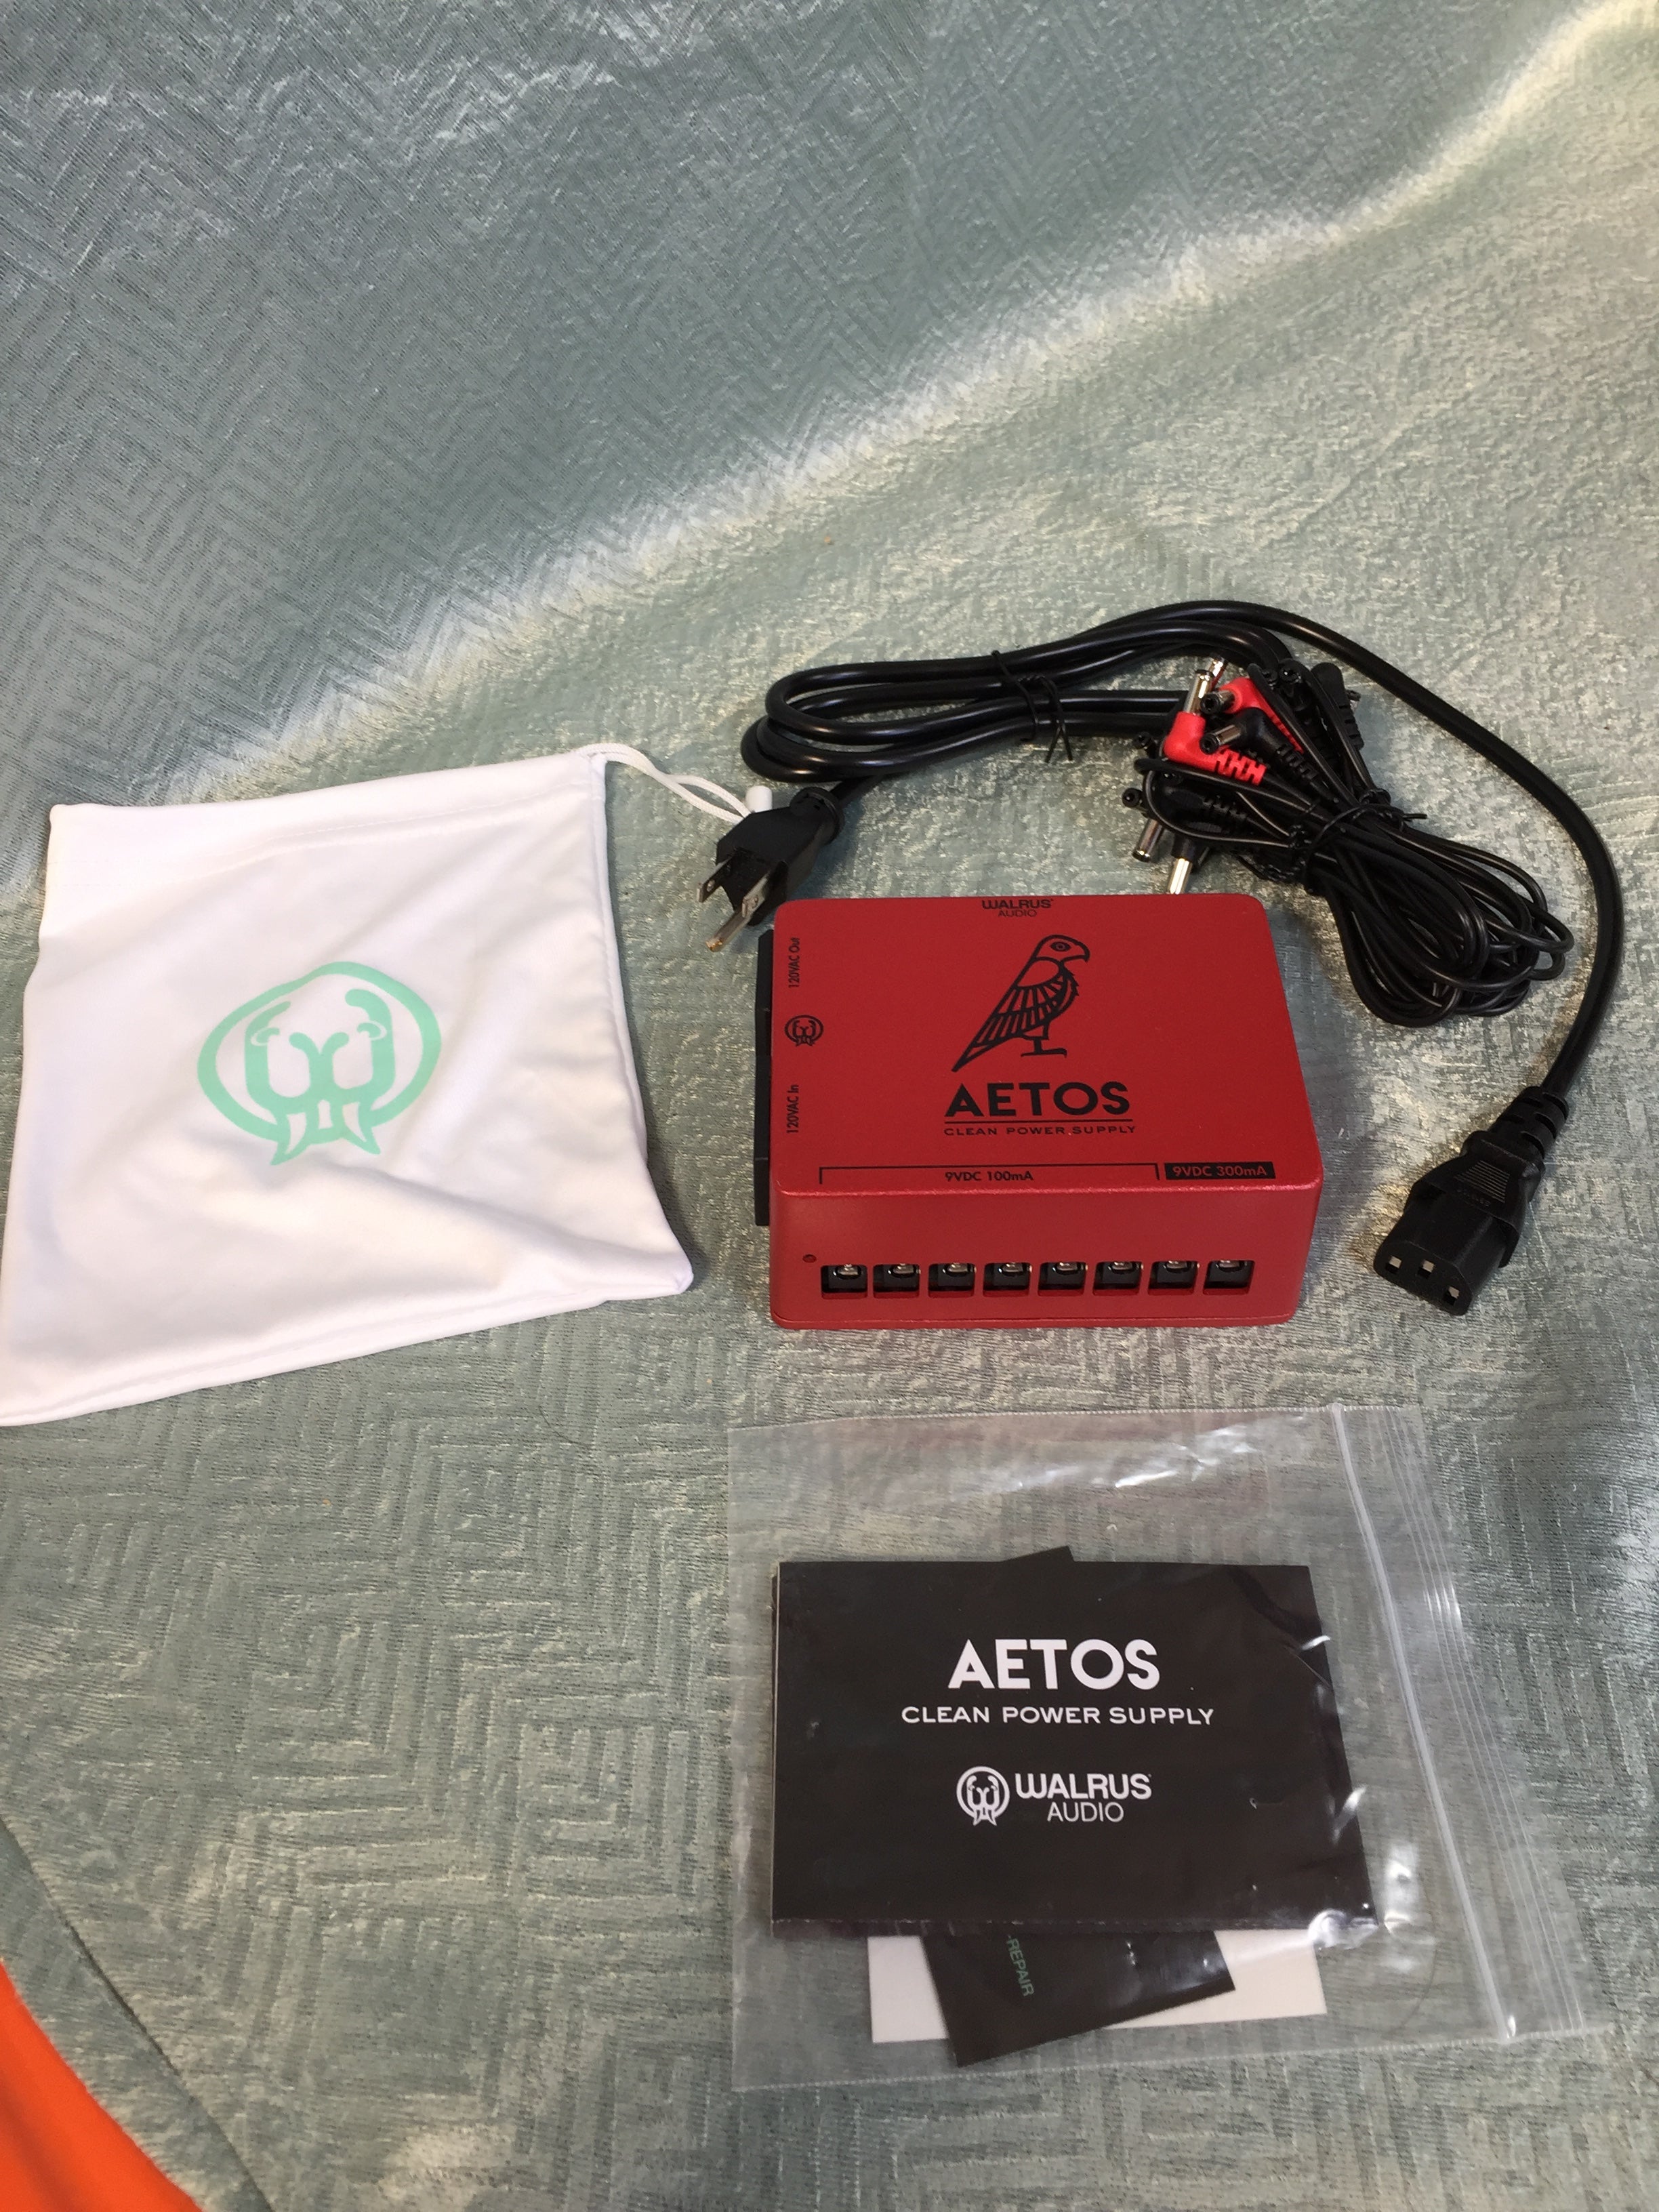 WALRUS
AUDIO
120VAC Out
120VAC In
AETOS
CLEAN POWER SUPPLY
9VDC 100mA
9VDC 300mA
AETOS
CLEAN POWER SUPPLY
WALRUS
AUDIO
-REPAIR